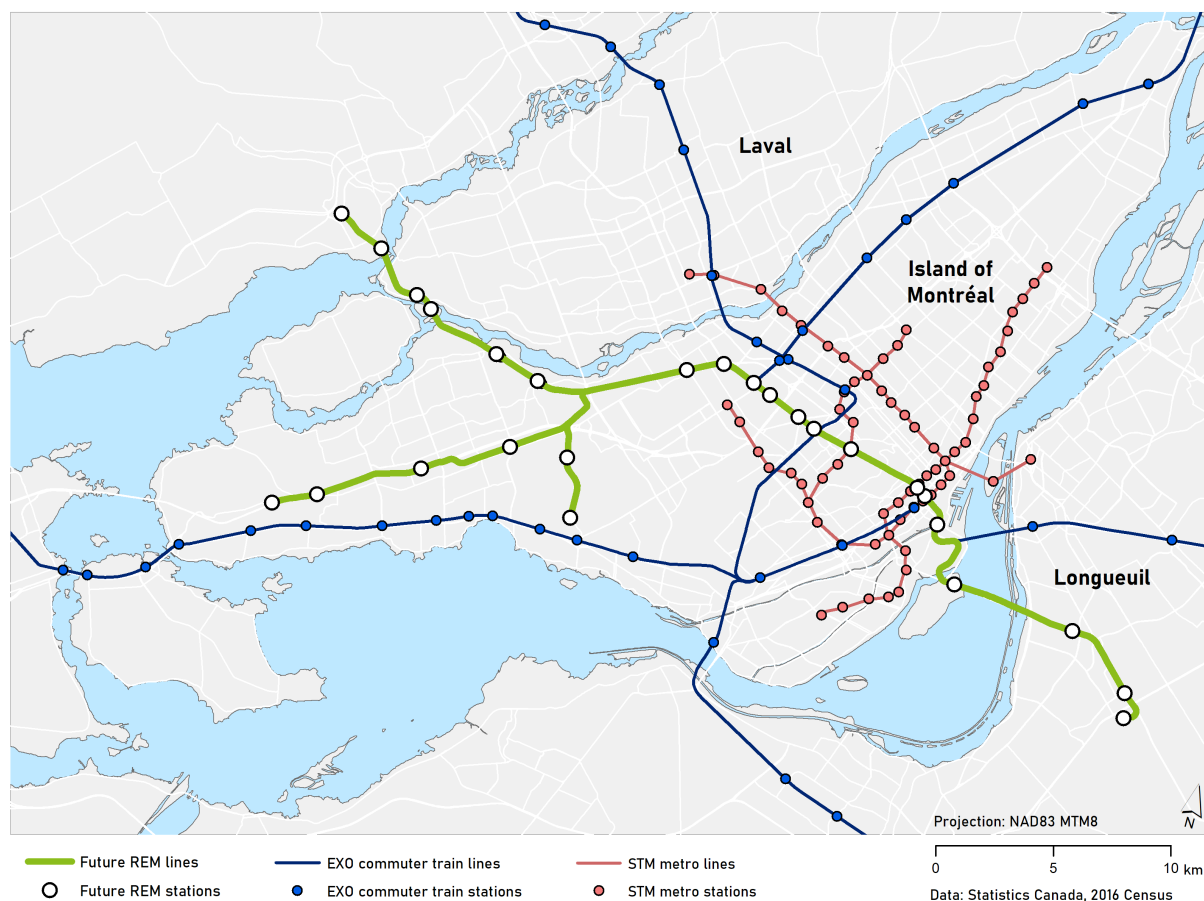 Laval
Island of
Montréal
Longueuil
Projection: NAD83 MTM8
N
Future REM lines
EXO commuter train lines
STM metro lines
Future REM stations
EXO commuter train stations
STM metro stations
0 5 10 km
Data: Statistics Canada, 2016 Census